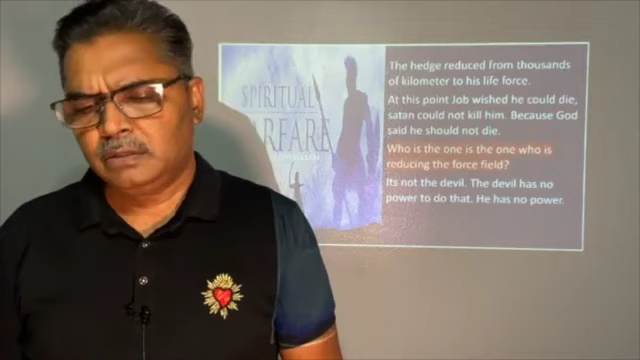 SPIRITUAL
ARFARE
The hedge reduced from thousands
of kilometer to his life force.
At this point Job wished he could die,
satan could not kill him. Because God
said he should not die.
Who is the one is the one who is
reducing the force field?
Its not the devil. The devil has no
power to do that. He has no power.